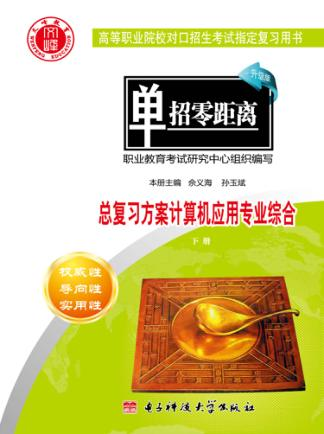 高等职业院校对口招生考试指定复习用书
升级版
单招零距离
职业教育考试研究中心组织编写
本册主编 佘义海 孙玉斌
总复习方案计算机应用专业综合
下册
权威性
导向性
实用性
电子科技大学出版社